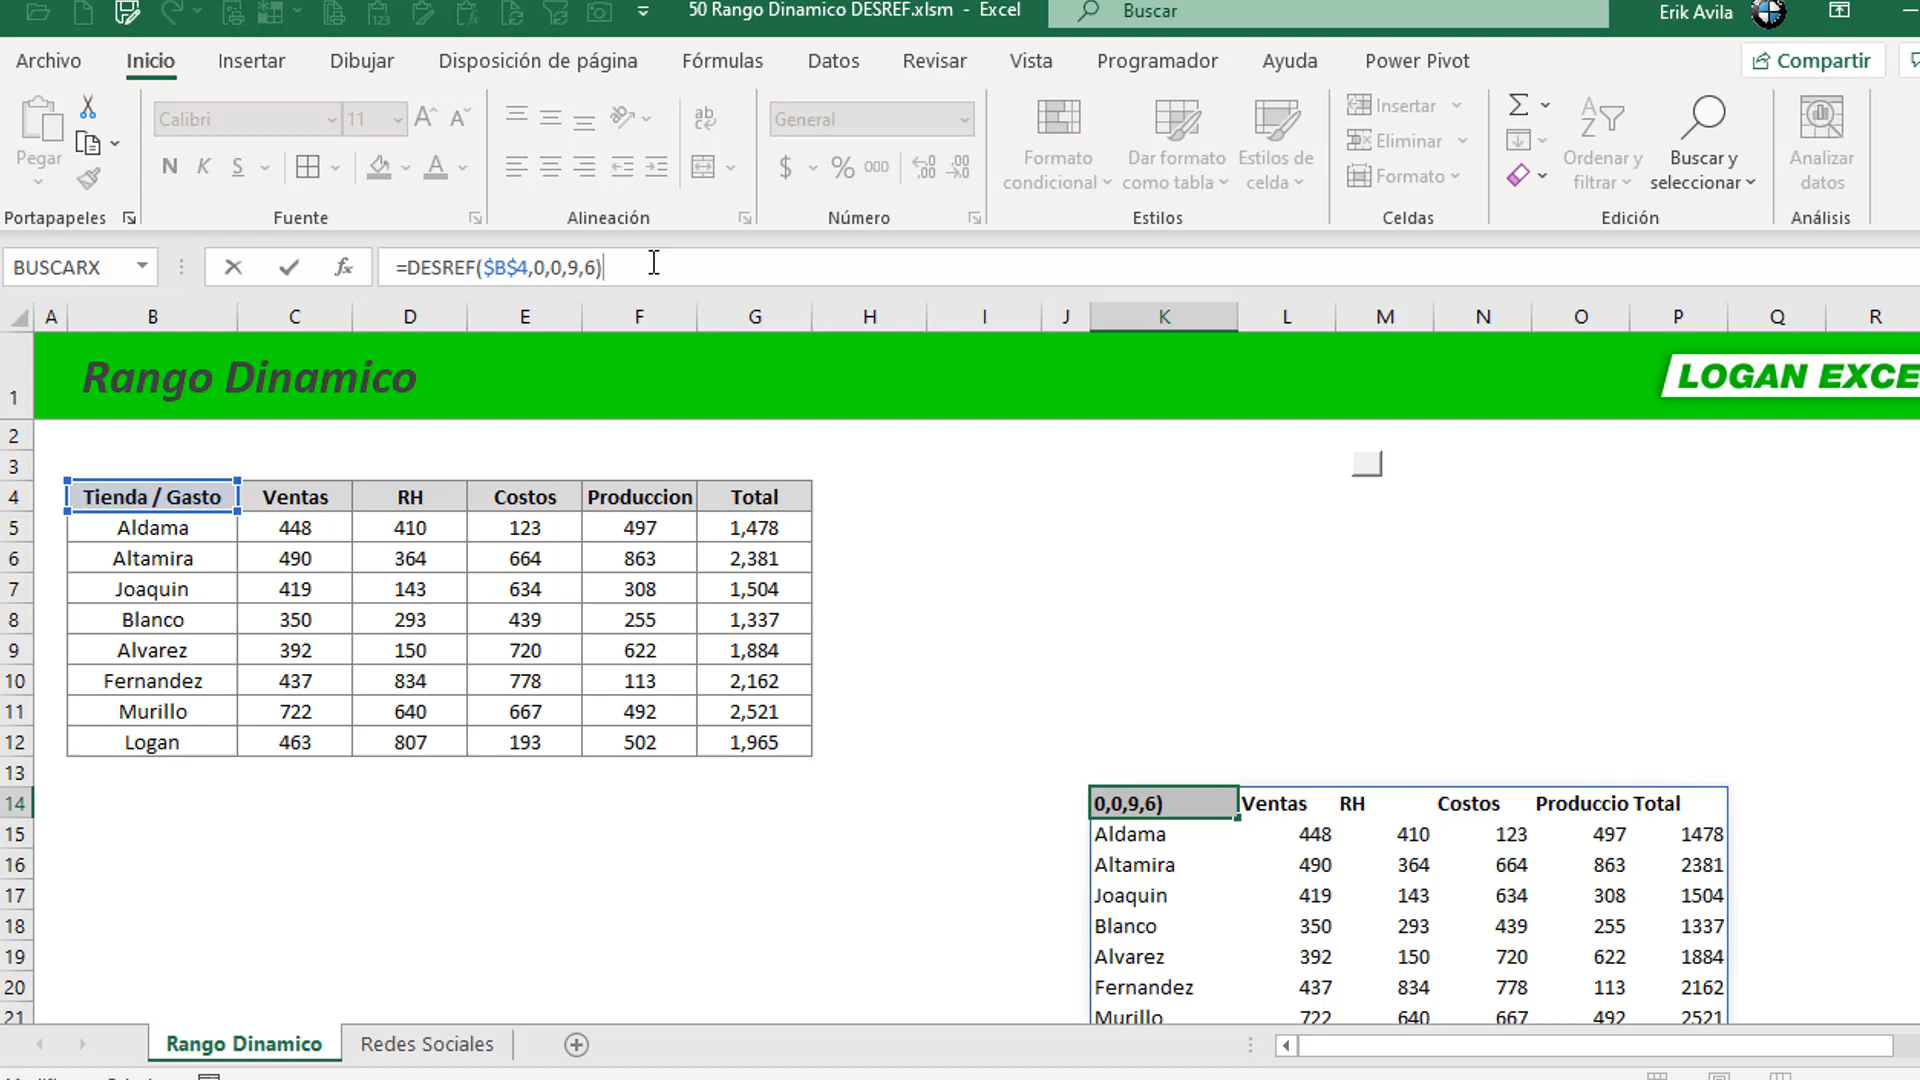 50 Rango Dinamico DESREF.xlsm - Excel
Buscar
Erik Avila
Archivo Inicio Insertar Dibujar Disposición de página Fórmulas Datos Revisar Vista Programador Ayuda Power Pivot Compartir
Pegar
Calibri 11
N K S
General
$ % 000
Formato condicional
Dar formato como tabla
Estilos de celda
Insertar
Eliminar
Formato
Ordenar y filtrar
Buscar y seleccionar
Analizar datos
Portapapeles Fuente Alineación Número Estilos Celdas Edición Análisis
BUSCARX fx =DESREF($B$4,0,0,9,6)
A B C D E F G H I J K L M N O P Q R
1 Rango Dinamico LOGAN EXCE
2
3
4 Tienda / Gasto Ventas RH Costos Produccion Total
5 Aldama 448 410 123 497 1,478
6 Altamira 490 364 664 863 2,381
7 Joaquin 419 143 634 308 1,504
8 Blanco 350 293 439 255 1,337
9 Alvarez 392 150 720 622 1,884
10 Fernandez 437 834 778 113 2,162
11 Murillo 722 640 667 492 2,521
12 Logan 463 807 193 502 1,965
13
14 0,0,9,6) Ventas RH Costos Produccio Total
15 Aldama 448 410 123 497 1478
16 Altamira 490 364 664 863 2381
17 Joaquin 419 143 634 308 1504
18 Blanco 350 293 439 255 1337
19 Alvarez 392 150 720 622 1884
20 Fernandez 437 834 778 113 2162
21 Murillo 722 640 667 492 2521
Rango Dinamico Redes Sociales